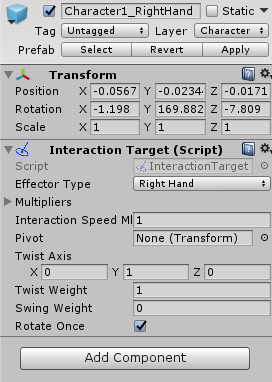 Character1_RightHand Static
Tag Untagged Layer Character
Prefab Select Revert Apply
Transform
Position X -0.0567 Y -0.0234 Z -0.0171
Rotation X -1.198 Y 169.882 Z -7.809
Scale X 1 Y 1 Z 1
Interaction Target (Script)
Script InteractionTarget
Effector Type Right Hand
Multipliers
Interaction Speed Ml 1
Pivot None (Transform)
Twist Axis
X 0 Y 1 Z 0
Twist Weight 1
Swing Weight 0
Rotate Once
Add Component